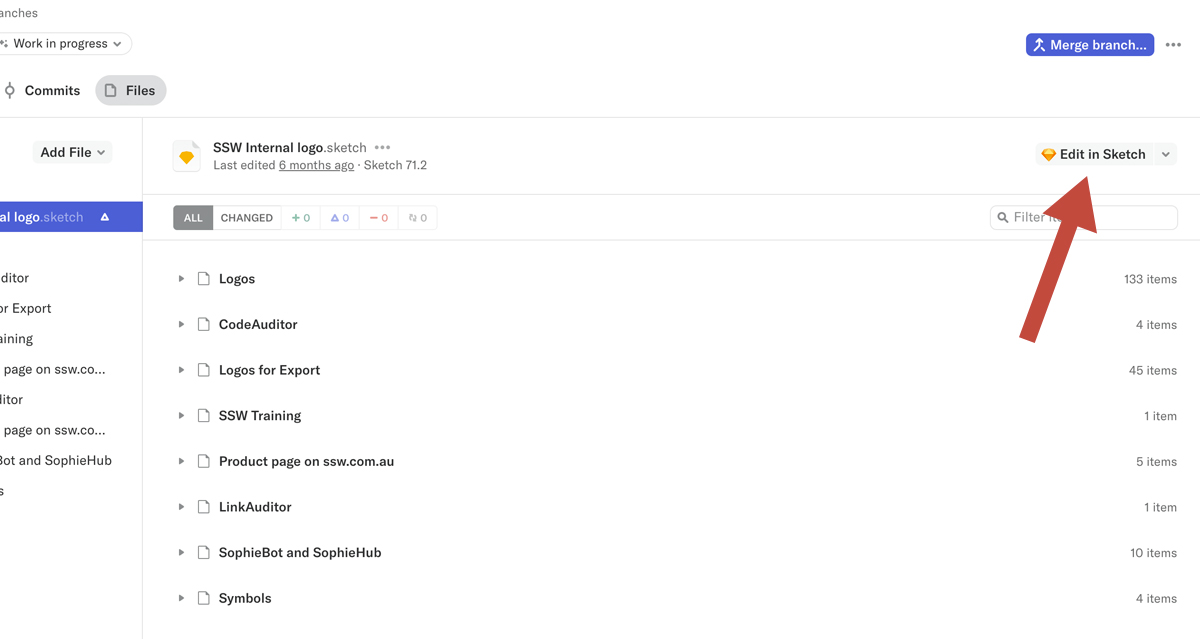 anches
Work in progress
Merge branch...
Commits
Files
Add File
SSW Internal logo.sketch
Last edited 6 months ago · Sketch 71.2
Edit in Sketch
al logo.sketch
ALL
CHANGED
+ 0
0
− 0
0
Filter
Logos
133 items
ditor
or Export
CodeAuditor
4 items
aining
page on ssw.co...
Logos for Export
45 items
ditor
SSW Training
1 item
page on ssw.co...
Bot and SophieHub
Product page on ssw.com.au
5 items
s
LinkAuditor
1 item
SophieBot and SophieHub
10 items
Symbols
4 items